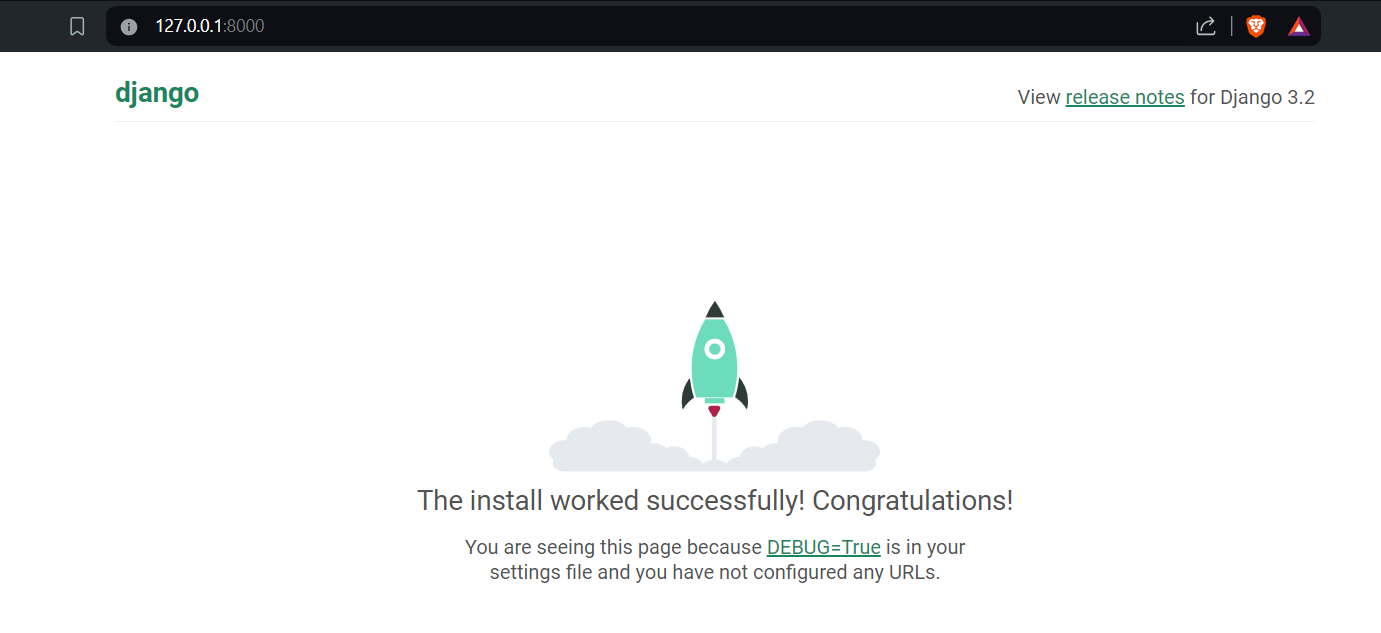 127.0.0.1:8000
django
View release notes for Django 3.2
The install worked successfully! Congratulations!
You are seeing this page because DEBUG=True is in your
settings file and you have not configured any URLs.